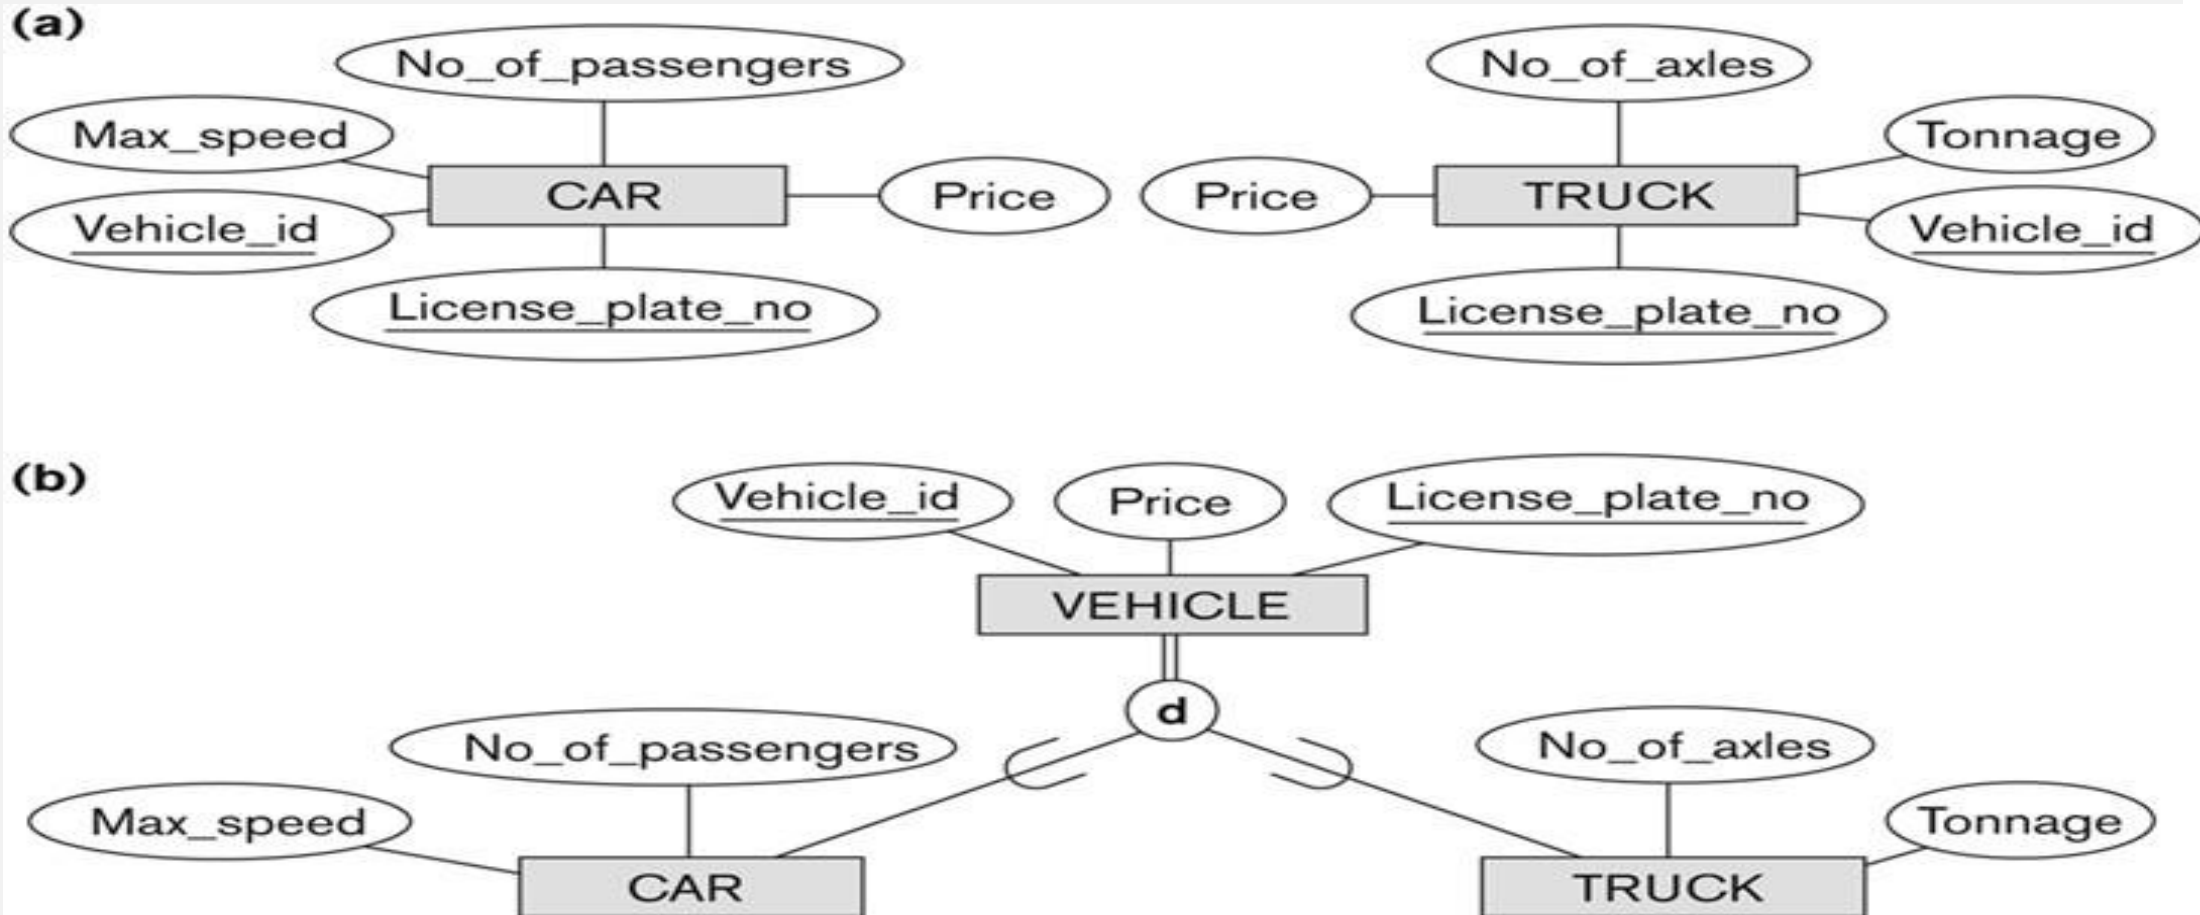 (a)
No_of_passengers
No_of_axles
Max_speed
Tonnage
CAR
Price
Price
TRUCK
Vehicle_id
Vehicle_id
License_plate_no
License_plate_no
(b)
Vehicle_id
Price
License_plate_no
VEHICLE
d
No_of_passengers
No_of_axles
Max_speed
Tonnage
CAR
TRUCK